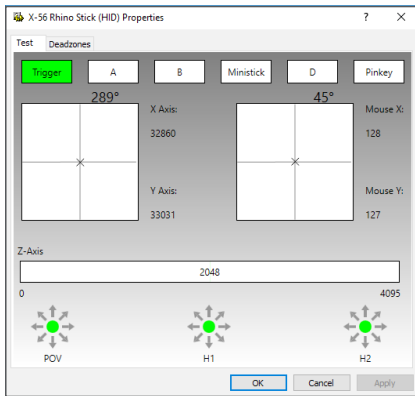 X-56 Rhino Stick (HID) Properties
Test Deadzones
Trigger A B Ministick D Pinkey
289° 45°
X Axis: Mouse X:
32860 128
Y Axis: Mouse Y:
33031 127
Z-Axis
2048
0 4095
POV H1 H2
OK Cancel Apply